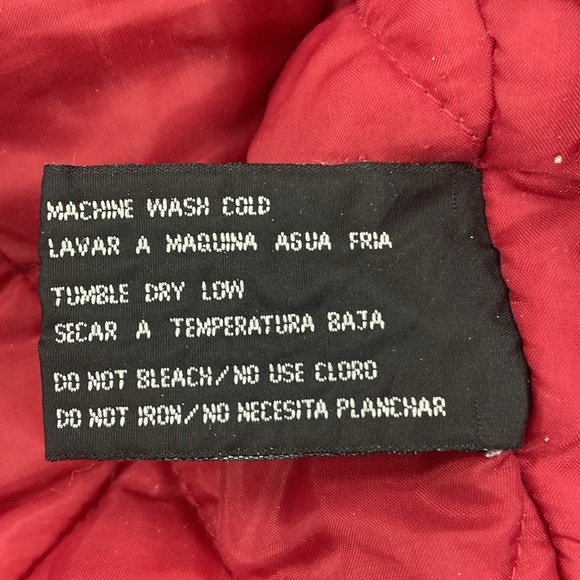 MACHINE WASH COLD
LAVAR A MAQUINA AGUA FRIA
TUMBLE DRY LOW
SECAR A TEMPERATURA BAJA
DO NOT BLEACH/NO USE CLORO
DO NOT IRON/NO NECESITA PLANCHAR